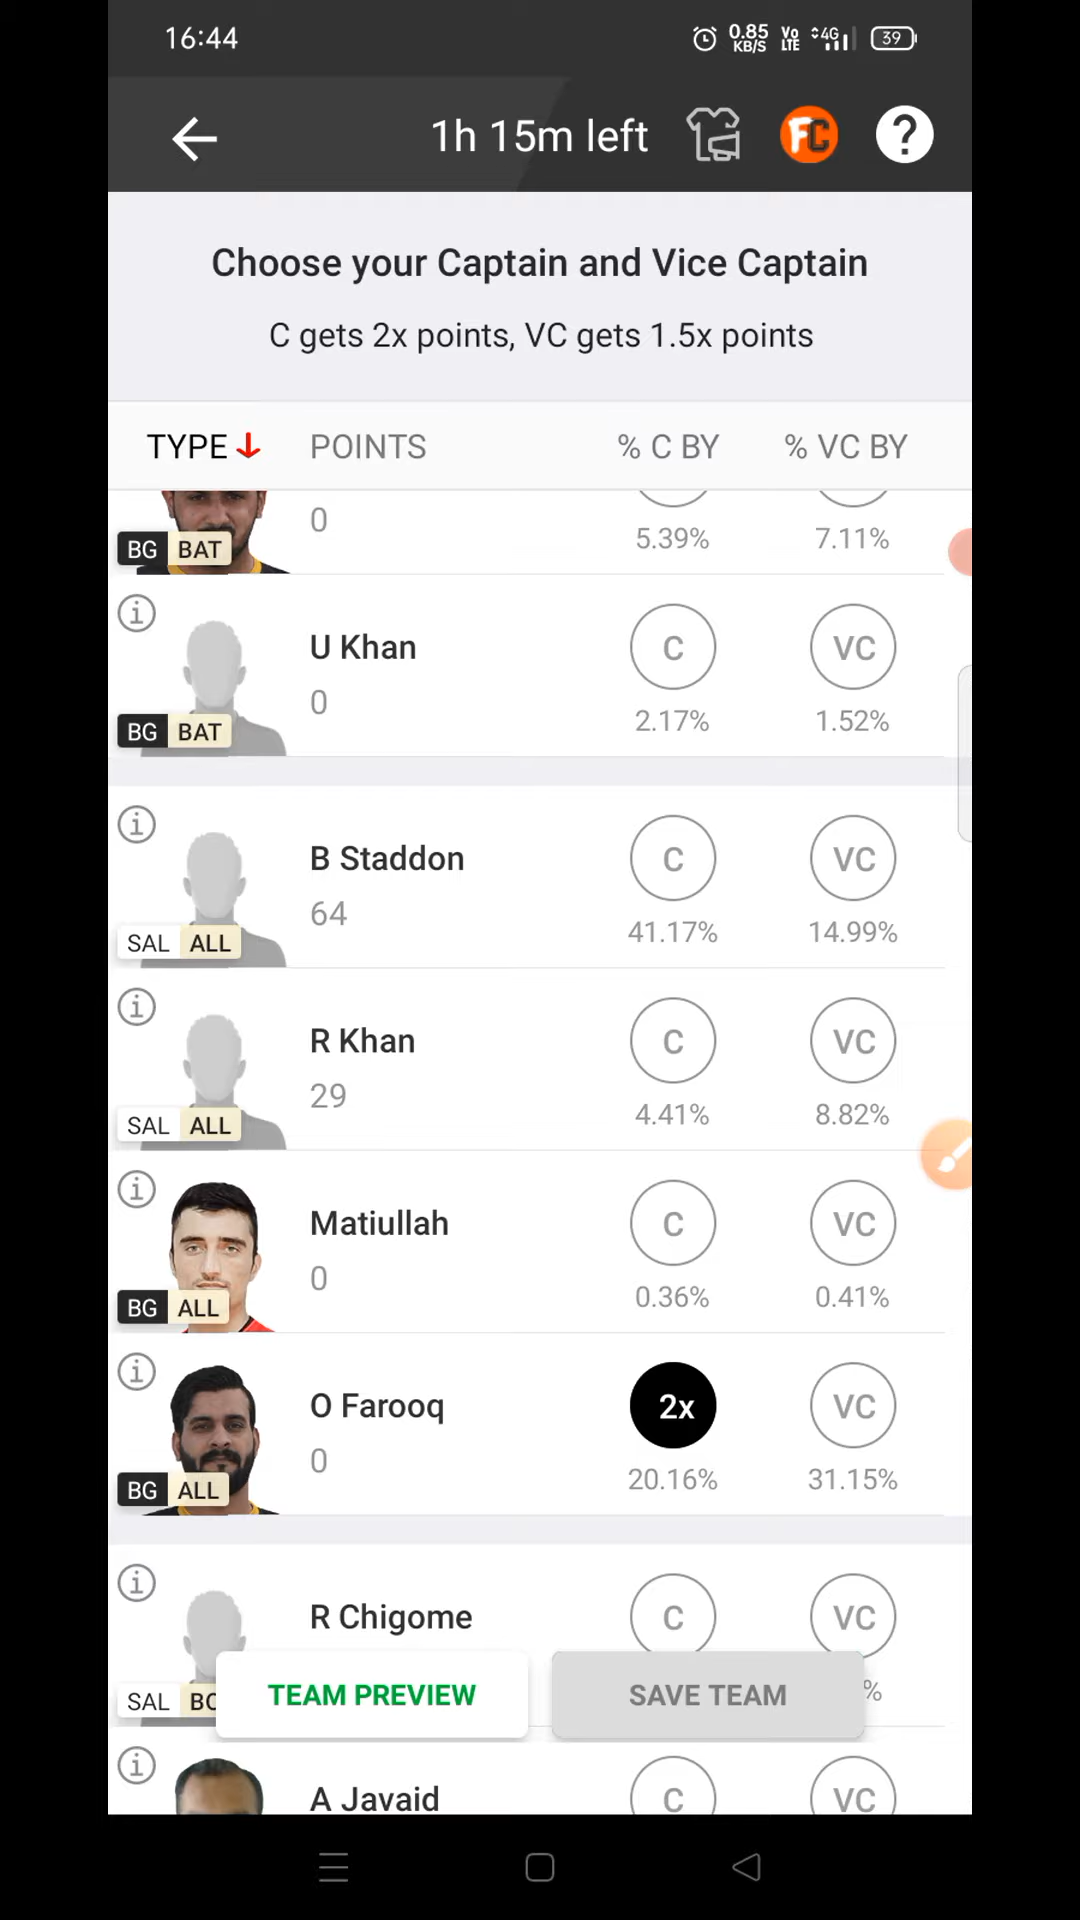 16:44
0.85 KB/S Vo LTE 4G 39
1h 15m left FC ?
Choose your Captain and Vice Captain
C gets 2x points, VC gets 1.5x points
TYPE POINTS % C BY % VC BY
0 5.39% 7.11%
BG BAT
U Khan C VC
0 2.17% 1.52%
BG BAT
B Staddon C VC
64 41.17% 14.99%
SAL ALL
R Khan C VC
29 4.41% 8.82%
SAL ALL
Matiullah C VC
0 0.36% 0.41%
BG ALL
O Farooq 2x VC
0 20.16% 31.15%
BG ALL
R Chigome C VC
SAL TEAM PREVIEW SAVE TEAM %
A Javaid C VC